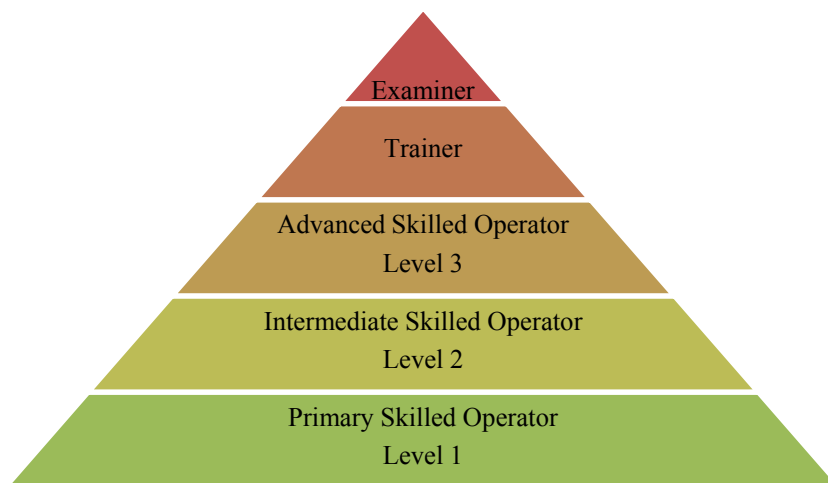 Examiner
Trainer
Advanced Skilled Operator
Level 3
Intermediate Skilled Operator
Level 2
Primary Skilled Operator
Level 1